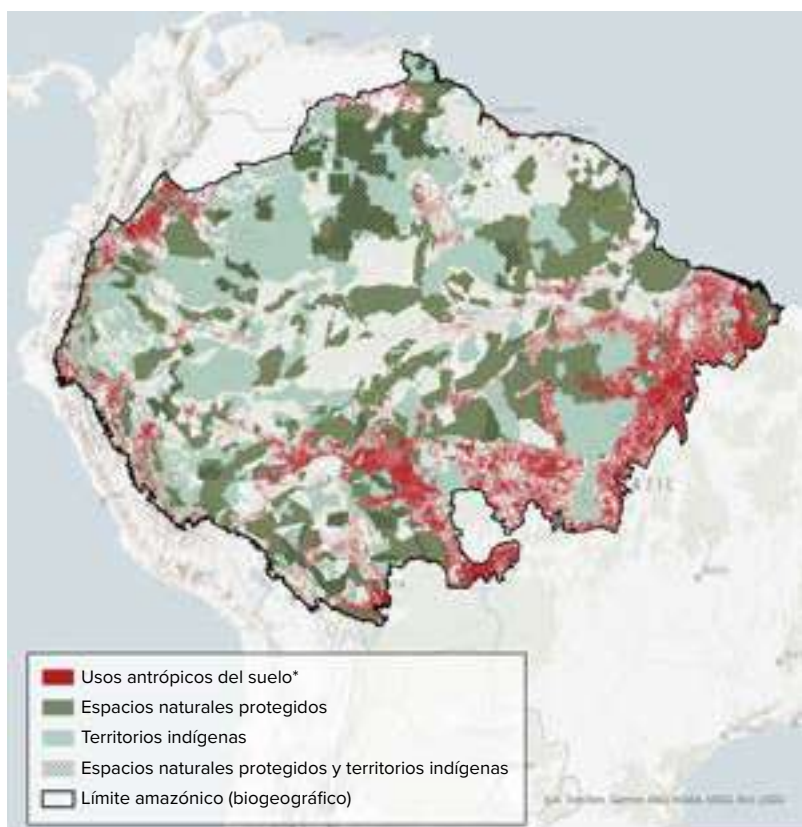 Usos antrópicos del suelo*
Espacios naturales protegidos
Territorios indígenas
Espacios naturales protegidos y territorios indígenas
Límite amazónico (biogeográfico)